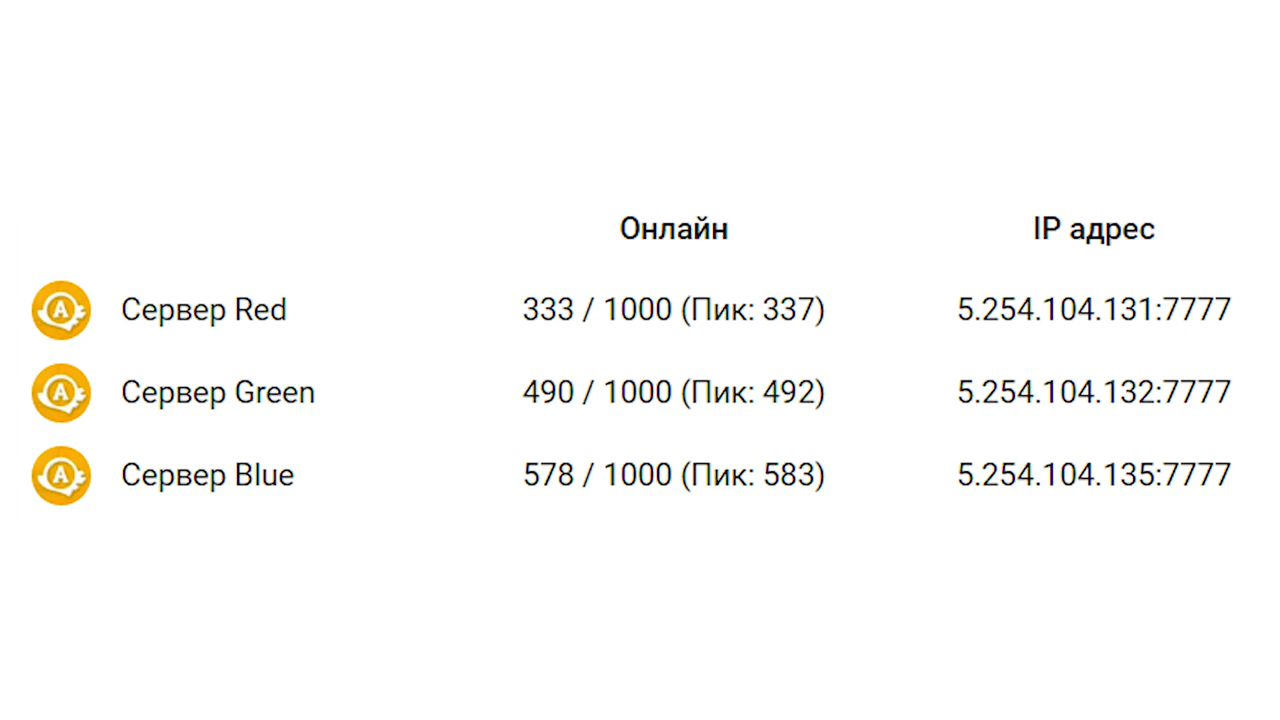 Онлайн IP адрес
A Сервер Red 333 / 1000 (Пик: 337) 5.254.104.131:7777
A Сервер Green 490 / 1000 (Пик: 492) 5.254.104.132:7777
A Сервер Blue 578 / 1000 (Пик: 583) 5.254.104.135:7777